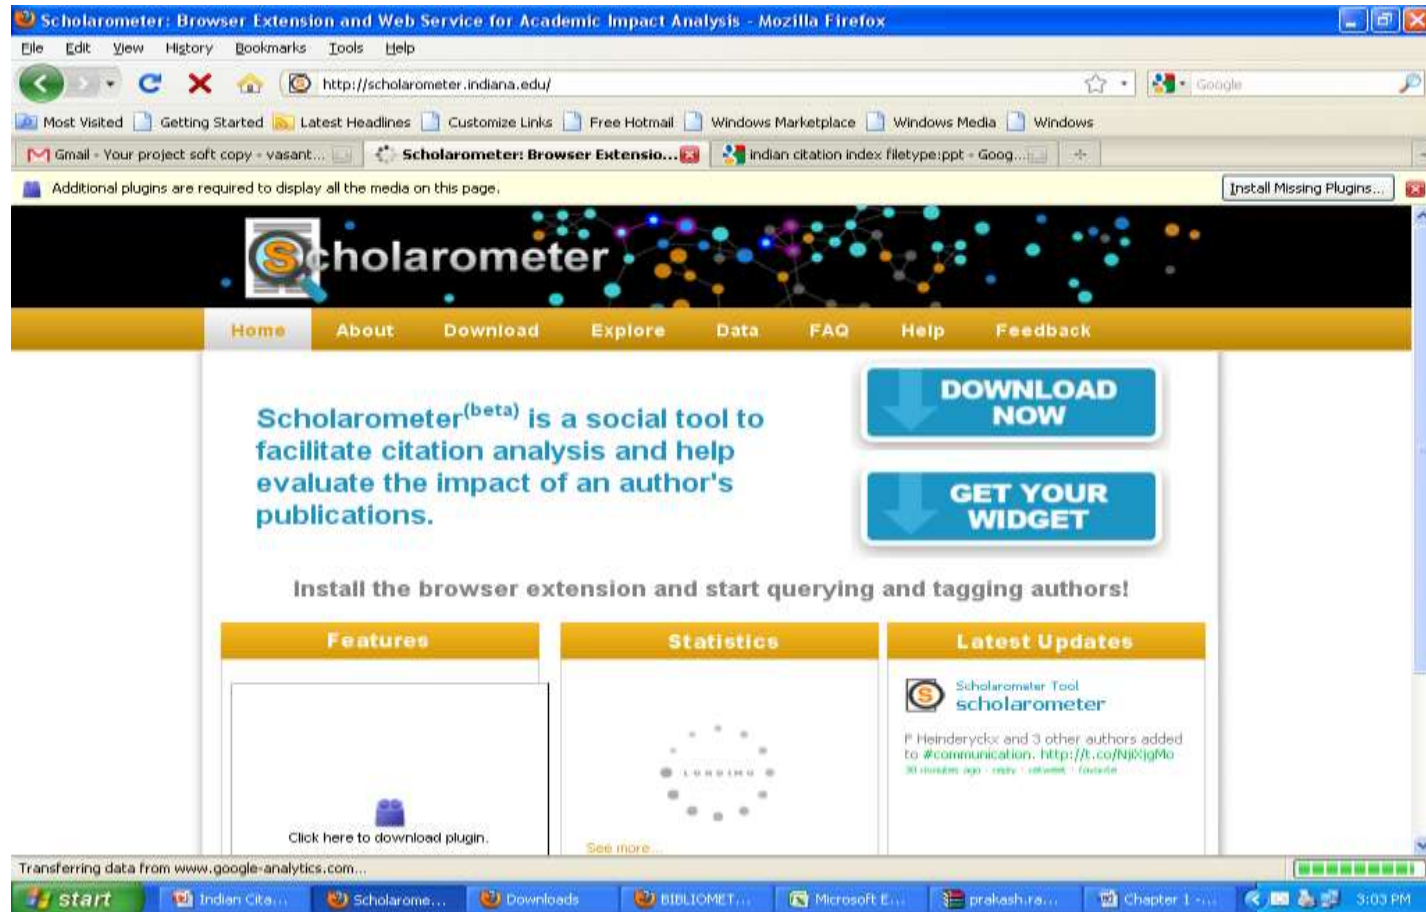 Scholarometer: Browser Extension and Web Service for Academic Impact Analysis - Mozilla Firefox
File Edit View History Bookmarks Tools Help
http://scholarometer.indiana.edu/
Google
Most Visited Getting Started Latest Headlines Customize Links Free Hotmail Windows Marketplace Windows Media Windows
Gmail - Your project soft copy - vasant... Scholarometer: Browser Extensio... indian citation index filetype:ppt - Goog...
Additional plugins are required to display all the media on this page. Install Missing Plugins...
Scholarometer
Home About Download Explore Data FAQ Help Feedback
DOWNLOAD
NOW
Scholarometer(beta) is a social tool to
facilitate citation analysis and help
evaluate the impact of an author's
publications.
GET YOUR
WIDGET
Install the browser extension and start querying and tagging authors!
Features Statistics Latest Updates
Scholarometer Tool
scholarometer
F Heinderyckx and 3 other authors added
to #communication. http://t.co/NjiXjgMo
30 minutes ago · reply · retweet · favorite
LOADING
Click here to download plugin.
See more...
Transferring data from www.google-analytics.com...
start Indian Cita... Scholarome... Downloads BIBLIOMET... Microsoft E... prakash.ra... Chapter 1 -... 3:03 PM